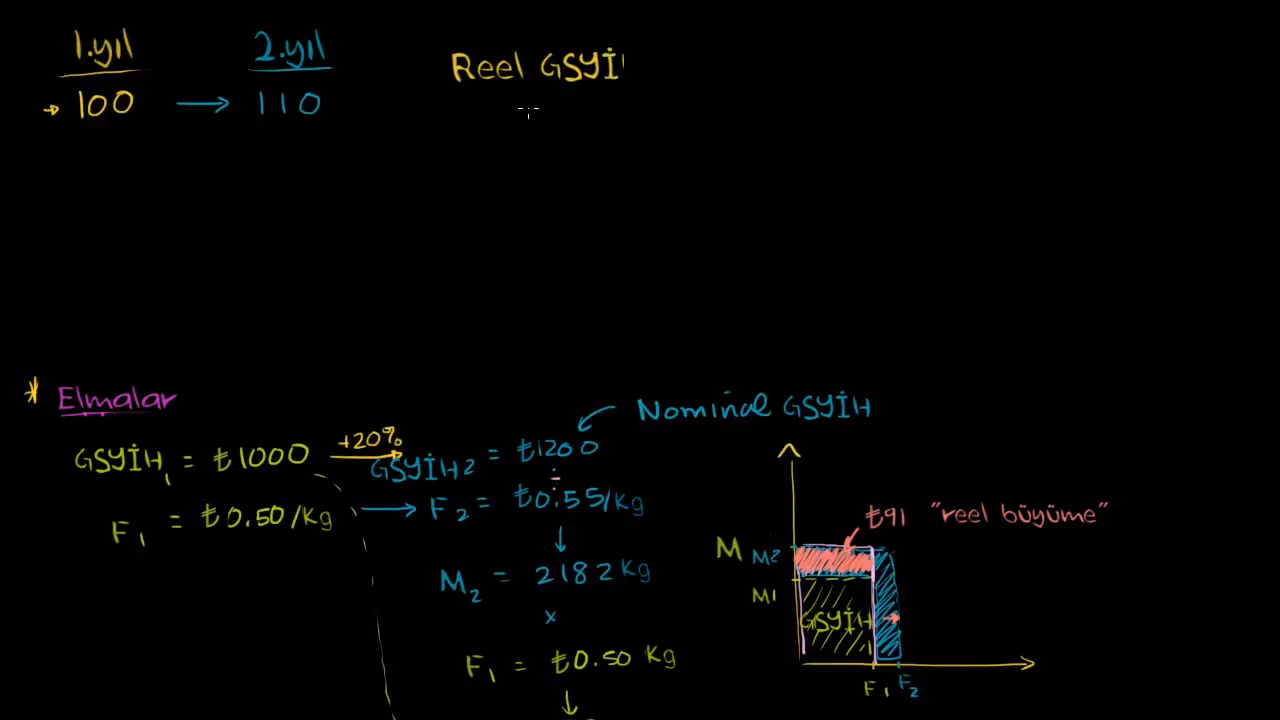 1.yıl 2.yıl Reel GSYİ
→ 100 → 110
* Elmalar
Nominal GSYİH
GSYİH₁ = ₺1000 +20% GSYİH2 = ₺1200
÷
F₁ = ₺0.50/Kg → F₂ = ₺0.55/Kg
↓
M₂ = 2182 Kg
x
F₁ = ₺0.50 Kg
↓
₺91 "reel büyüme"
M M2
M1
GSYİH
F₁ F₂